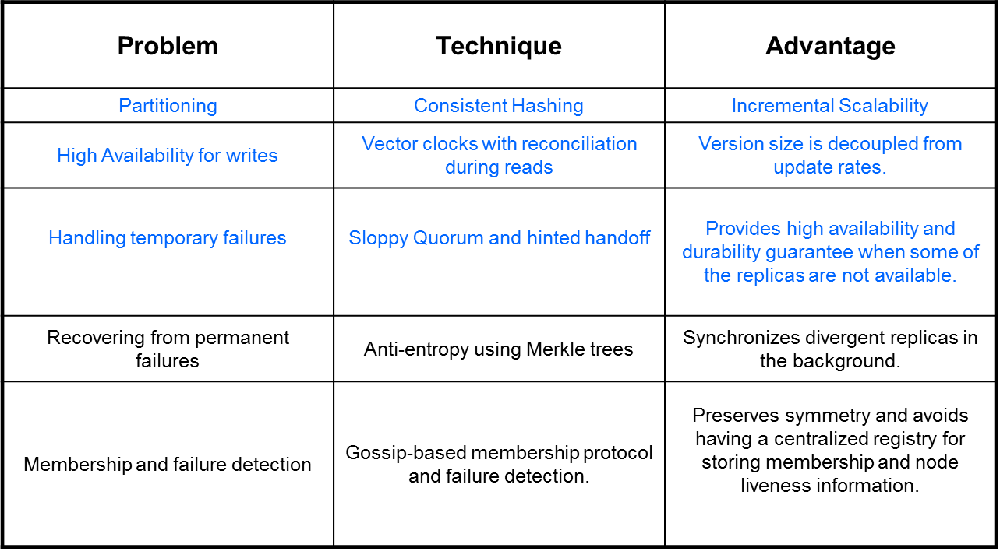 Problem
Technique
Advantage
Partitioning
Consistent Hashing
Incremental Scalability
High Availability for writes
Vector clocks with reconciliation
during reads
Version size is decoupled from
update rates.
Handling temporary failures
Sloppy Quorum and hinted handoff
Provides high availability and
durability guarantee when some of
the replicas are not available.
Recovering from permanent
failures
Anti-entropy using Merkle trees
Synchronizes divergent replicas in
the background.
Membership and failure detection
Gossip-based membership protocol
and failure detection.
Preserves symmetry and avoids
having a centralized registry for
storing membership and node
liveness information.